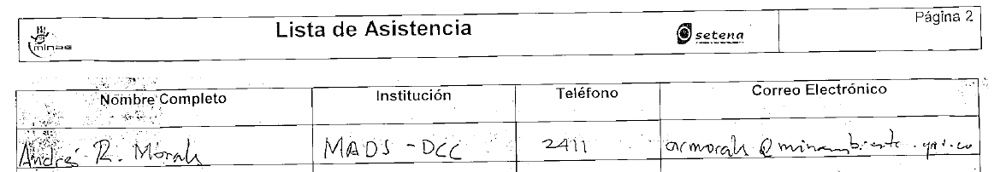 Página 2
minae
Lista de Asistencia
setena
Nombre Completo Institución Teléfono Correo Electrónico
Andrés R. Morales MADS - DCC 2411 armorales@minambiente.gov.co